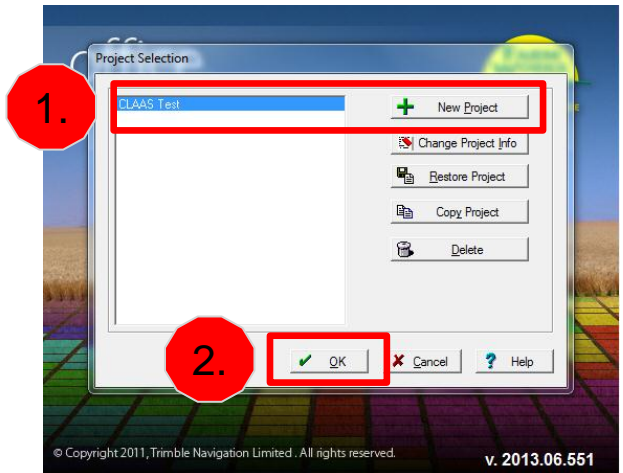 Project Selection
1.
CLAAS Test
New Project
Change Project Info
Restore Project
Copy Project
Delete
2.
OK
Cancel
Help
© Copyright 2011, Trimble Navigation Limited . All rights reserved.
v. 2013.06.551